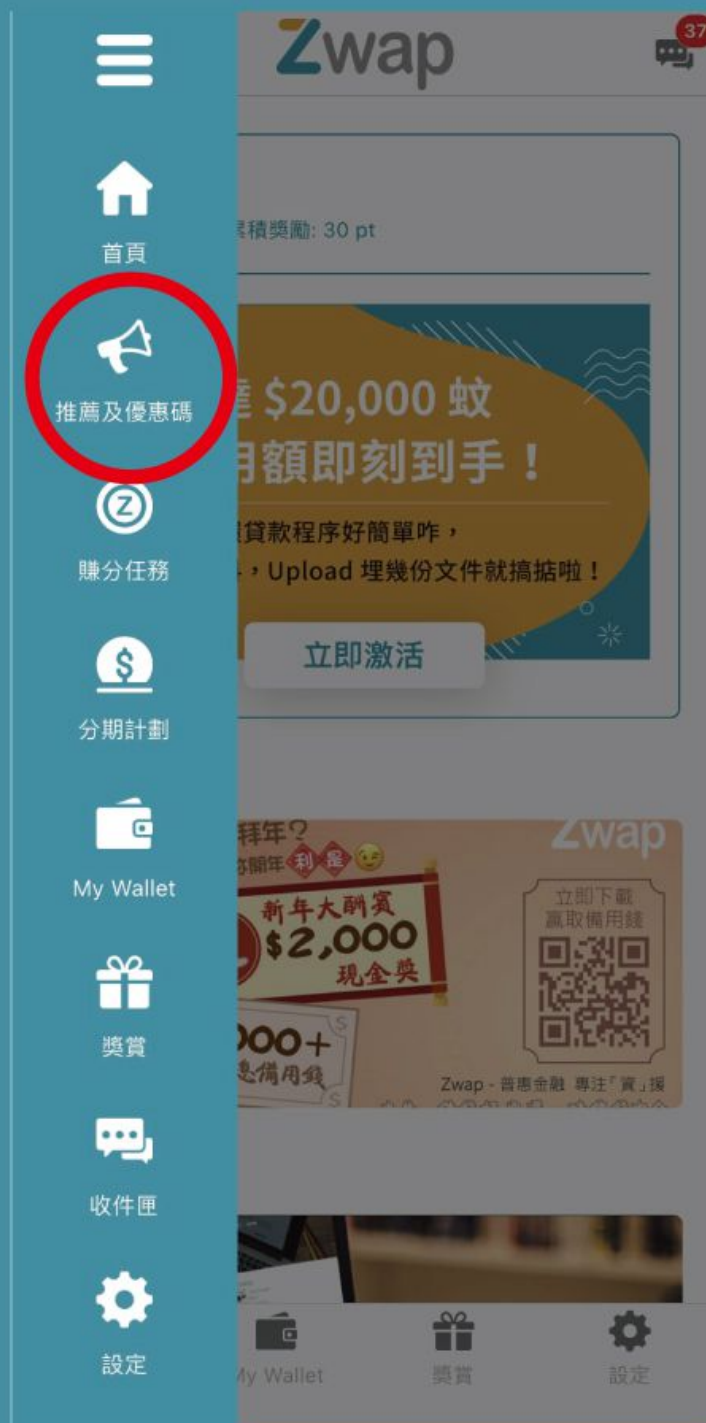 Zwap
37
首頁
推薦及優惠碼
賺分任務
分期計劃
My Wallet
獎賞
收件匣
設定
累積獎勵: 30 pt
達 $20,000 蚊
用額即刻到手！
貸款程序好簡單咋，
，Upload 埋幾份文件就搞掂啦！
立即激活
拜年？
你開年利是
新年大酬賓
$2,000
現金獎
000+
備用錢
Zwap
立即下載
贏取備用錢
Zwap - 普惠金融 專注「資」援
My Wallet
獎賞
設定